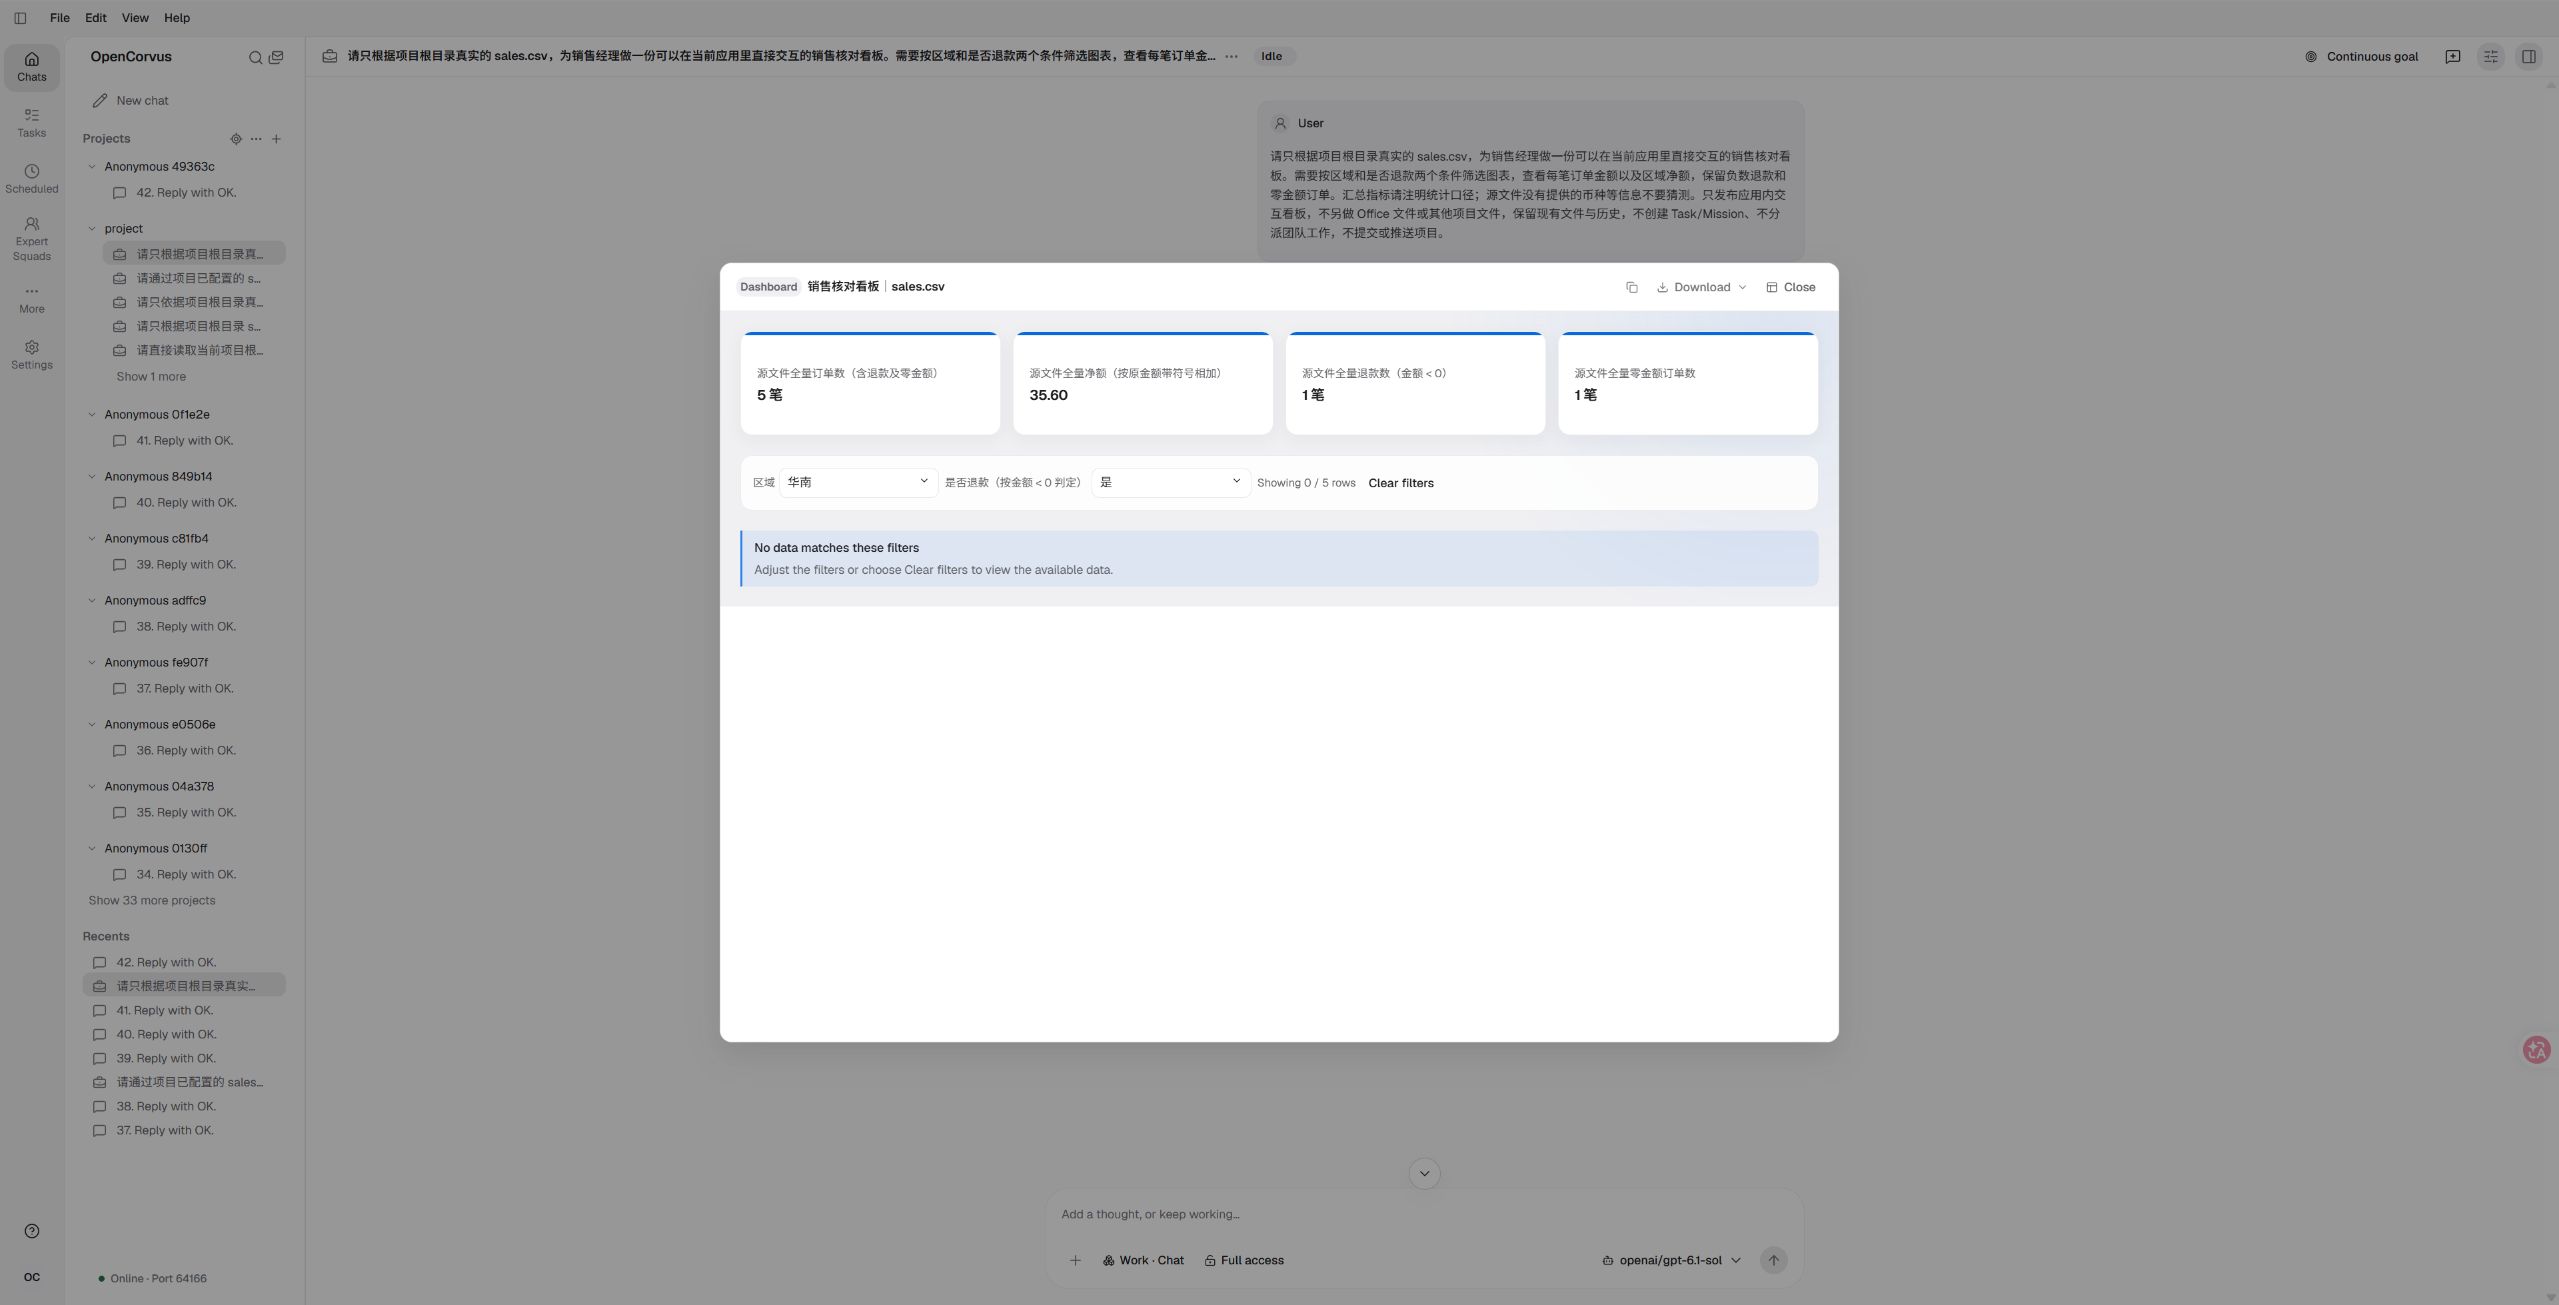 File Edit View Help
Chats
Tasks
Scheduled
Expert
Squads
More
Settings
OC
OpenCorvus
New chat
Projects
Anonymous 49363c
42. Reply with OK.
project
请只根据项目根目录真...
请通过项目已配置的 s...
请只依据项目根目录真...
请只根据项目根目录 s...
请直接读取当前项目根...
Show 1 more
Anonymous 0f1e2e
41. Reply with OK.
Anonymous 849b14
40. Reply with OK.
Anonymous c81fb4
39. Reply with OK.
Anonymous adffc9
38. Reply with OK.
Anonymous fe907f
37. Reply with OK.
Anonymous e0506e
36. Reply with OK.
Anonymous 04a378
35. Reply with OK.
Anonymous 0130ff
34. Reply with OK.
Show 33 more projects
Recents
42. Reply with OK.
请只根据项目根目录真实...
41. Reply with OK.
40. Reply with OK.
39. Reply with OK.
请通过项目已配置的 sales...
38. Reply with OK.
37. Reply with OK.
Online · Port 64166
请只根据项目根目录真实的 sales.csv，为销售经理做一份可以在当前应用里直接交互的销售核对看板。需要按区域和是否退款两个条件筛选图表，查看每笔订单金... ··· Idle
Continuous goal
User
请只根据项目根目录真实的 sales.csv，为销售经理做一份可以在当前应用里直接交互的销售核对看
板。需要按区域和是否退款两个条件筛选图表，查看每笔订单金额以及区域净额，保留负数退款和
零金额订单。汇总指标请注明统计口径；源文件没有提供的币种等信息不要猜测。只发布应用内交
互看板，不另做 Office 文件或其他项目文件，保留现有文件与历史，不创建 Task/Mission、不分
派团队工作，不提交或推送项目。
Dashboard 销售核对看板｜sales.csv
Download
Close
源文件全量订单数（含退款及零金额）
5 笔
源文件全量净额（按原金额带符号相加）
35.60
源文件全量退款数（金额 < 0）
1 笔
源文件全量零金额订单数
1 笔
区域 华南 是否退款（按金额 < 0 判定） 是 Showing 0 / 5 rows Clear filters
No data matches these filters
Adjust the filters or choose Clear filters to view the available data.
Add a thought, or keep working...
Work · Chat Full access openai/gpt-6.1-sol